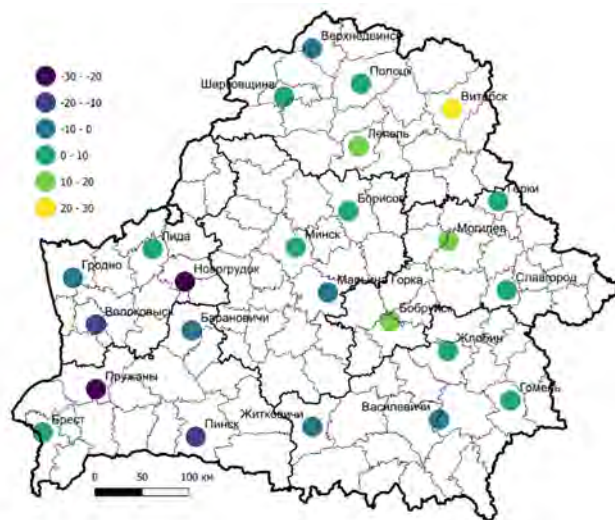 Верхнедвинск
-30 - -20
Полоцк
-20 - -10
Шарковщина
Витебск
-10 - 0
0 - 10
Лепель
10 - 20
20 - 30
Борисов
Горки
Лида
Минск
Могилев
Гродно
Новогрудок
Марьина Горка
Славгород
Волковыск
Барановичи
Бобруйск
Жлобин
Пружаны
Гомель
Брест
Пинск
Житковичи
Василевичи
0 50 100 км